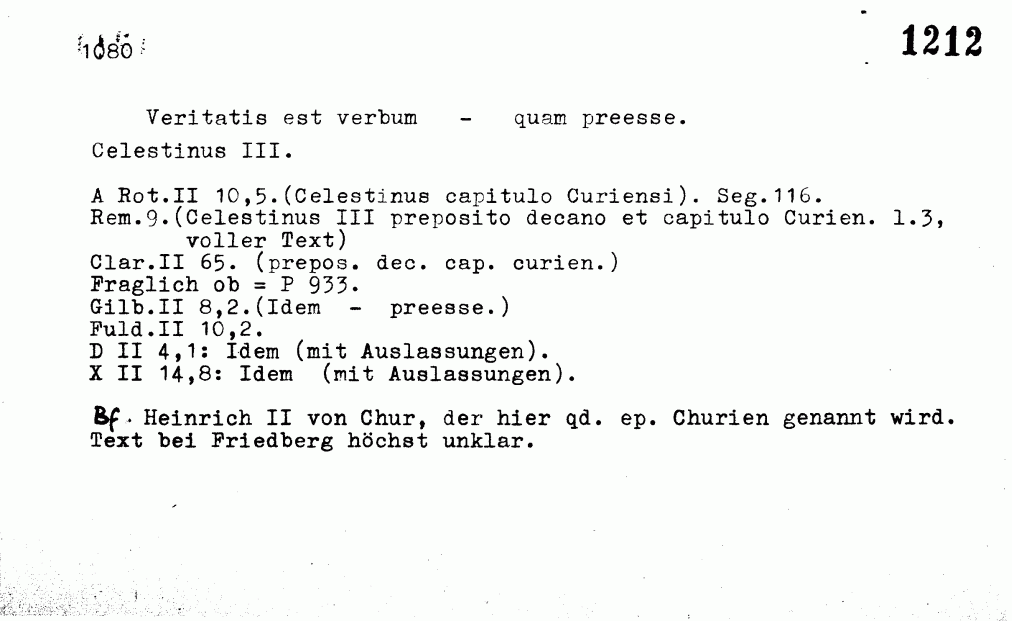 1080
1212
Veritatis est verbum - quam preesse.
Celestinus III.
A Rot.II 10,5.(Celestinus capitulo Curiensi). Seg.116.
Rem.9.(Celestinus III preposito decano et capitulo Curien. 1.3,
voller Text)
Clar.II 65. (prepos. dec. cap. curien.)
Fraglich ob = P 933.
Gilb.II 8,2.(Idem - preesse.)
Fuld.II 10,2.
D II 4,1: Idem (mit Auslassungen).
X II 14,8: Idem (mit Auslassungen).
Bf. Heinrich II von Chur, der hier qd. ep. Churien genannt wird.
Text bei Friedberg höchst unklar.